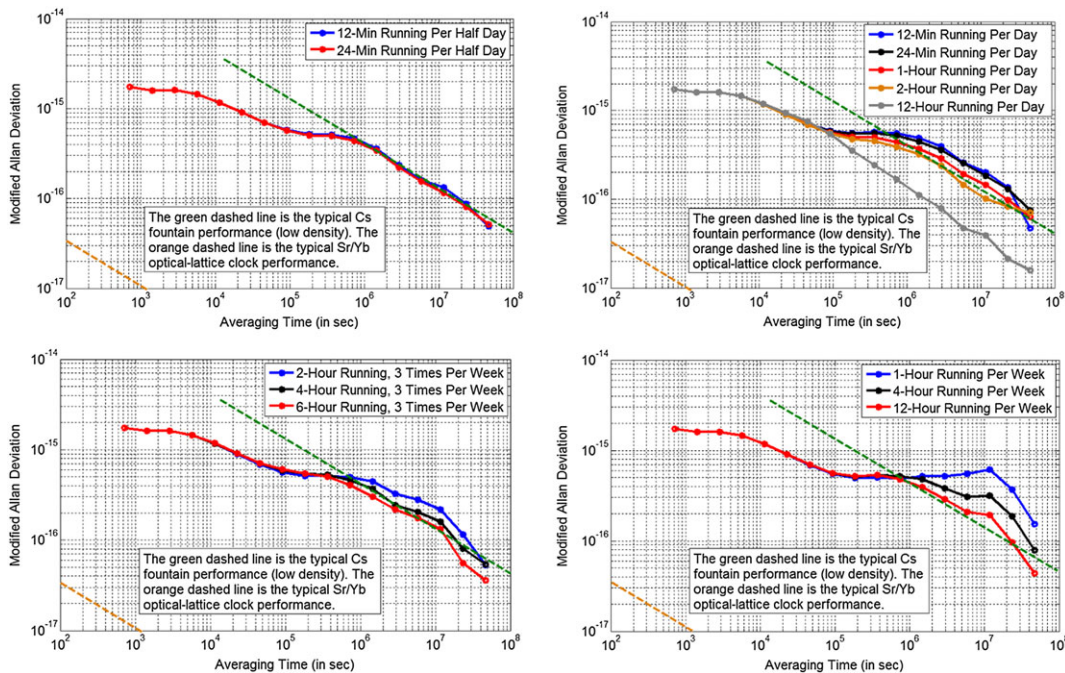 12-Min Running Per Half Day
24-Min Running Per Half Day
Modified Allan Deviation
10^-14
10^-15
10^-16
10^-17
The green dashed line is the typical Cs
fountain performance (low density). The
orange dashed line is the typical Sr/Yb
optical-lattice clock performance.
10^2 10^3 10^4 10^5 10^6 10^7 10^8
Averaging Time (in sec)
12-Min Running Per Day
24-Min Running Per Day
1-Hour Running Per Day
2-Hour Running Per Day
12-Hour Running Per Day
Modified Allan Deviation
10^-14
10^-15
10^-16
10^-17
The green dashed line is the typical Cs
fountain performance (low density). The
orange dashed line is the typical Sr/Yb
optical-lattice clock performance.
10^2 10^3 10^4 10^5 10^6 10^7 10^8
Averaging Time (in sec)
2-Hour Running, 3 Times Per Week
4-Hour Running, 3 Times Per Week
6-Hour Running, 3 Times Per Week
Modified Allan Deviation
10^-14
10^-15
10^-16
10^-17
The green dashed line is the typical Cs
fountain performance (low density). The
orange dashed line is the typical Sr/Yb
optical-lattice clock performance.
10^2 10^3 10^4 10^5 10^6 10^7 10^8
Averaging Time (in sec)
1-Hour Running Per Week
4-Hour Running Per Week
12-Hour Running Per Week
Modified Allan Deviation
10^-14
10^-15
10^-16
10^-17
The green dashed line is the typical Cs
fountain performance (low density). The
orange dashed line is the typical Sr/Yb
optical-lattice clock performance.
10^2 10^3 10^4 10^5 10^6 10^7 10^8
Averaging Time (in sec)